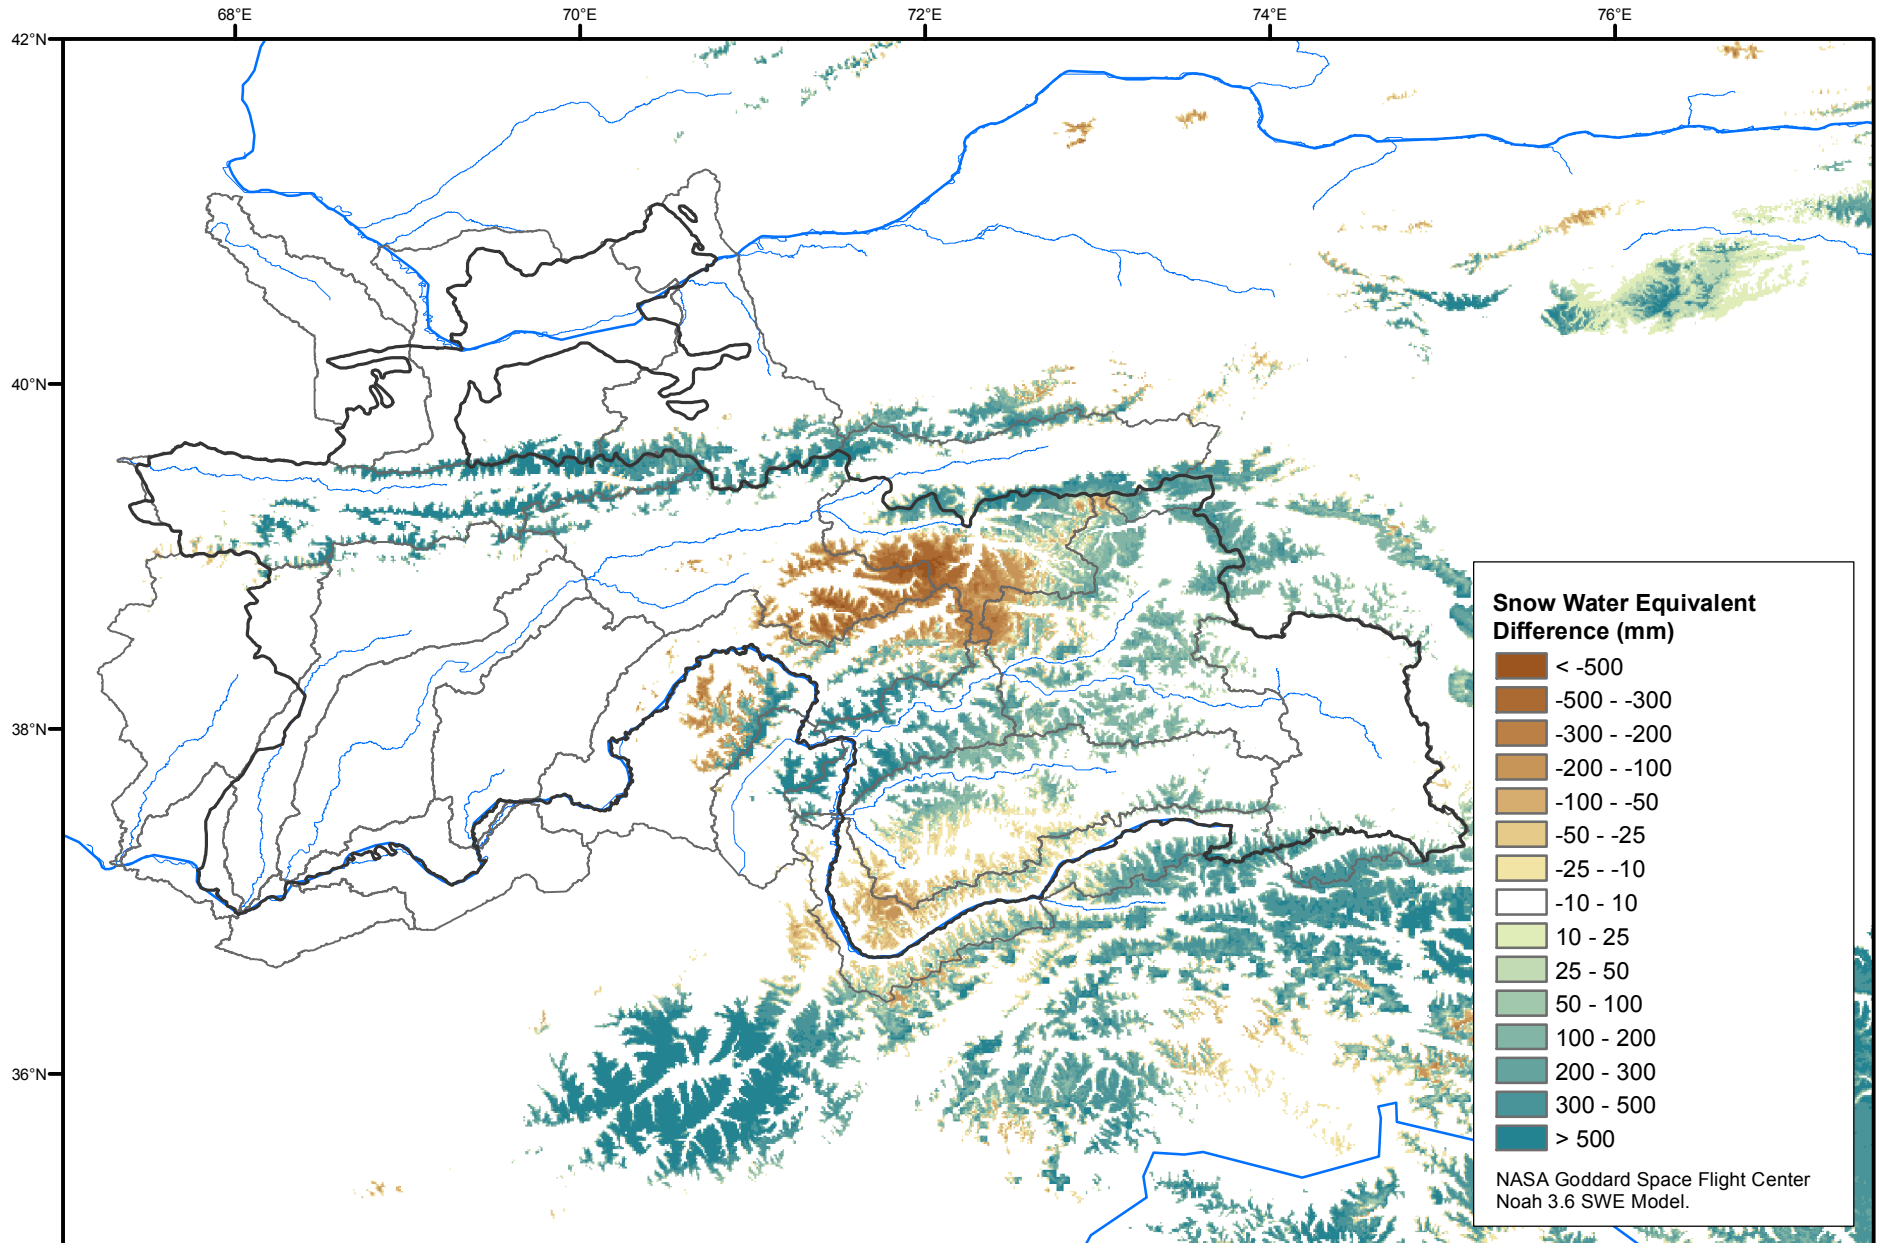 68°E
70°E
72°E
74°E
76°E
42°N
40°N
38°N
36°N
Snow Water Equivalent
Difference (mm)
< -500
-500 - -300
-300 - -200
-200 - -100
-100 - -50
-50 - -25
-25 - -10
-10 - 10
10 - 25
25 - 50
50 - 100
100 - 200
200 - 300
300 - 500
> 500
NASA Goddard Space Flight Center
Noah 3.6 SWE Model.